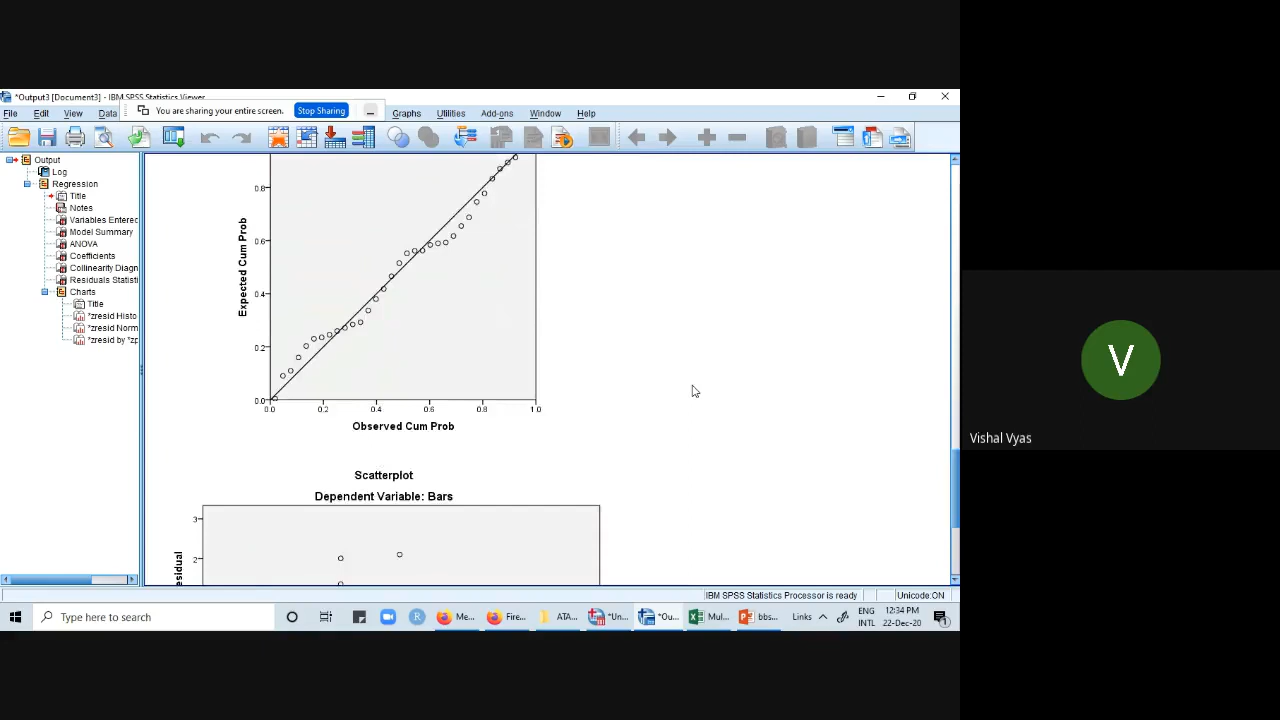 *Output3 [Document3] - IBM SPSS Statistics Viewer
You are sharing your entire screen. Stop Sharing
File Edit View Data Graphs Utilities Add-ons Window Help
Output
Log
Regression
Title
Notes
Variables Entered
Model Summary
ANOVA
Coefficients
Collinearity Diagn
Residuals Statisti
Charts
Title
*zresid Histo
*zresid Norm
*zresid by *zp
Expected Cum Prob
0.8
0.6
0.4
0.2
0.0
0.0 0.2 0.4 0.6 0.8 1.0
Observed Cum Prob
Scatterplot
Dependent Variable: Bars
3
2
esidual
IBM SPSS Statistics Processor is ready Unicode:ON
Type here to search
R
Me...
Fire...
ATA...
*Un...
*Ou...
Mul...
bbs...
Links
ENG
INTL
12:34 PM
22-Dec-20
1
V
Vishal Vyas